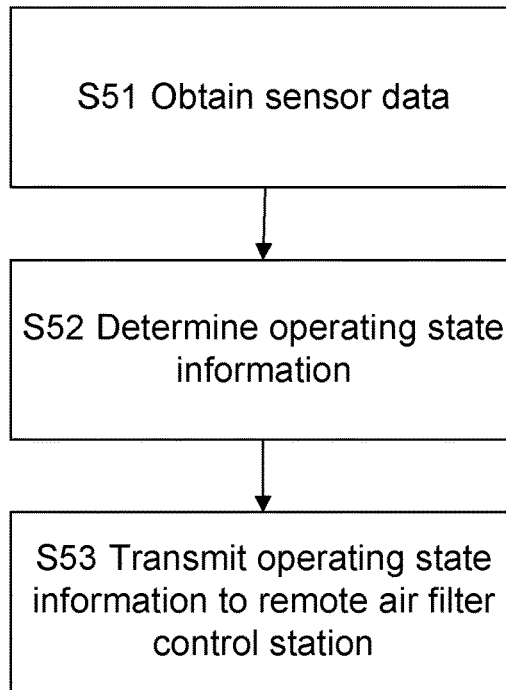 S51 Obtain sensor data
S52 Determine operating state
information
S53 Transmit operating state
information to remote air filter
control station